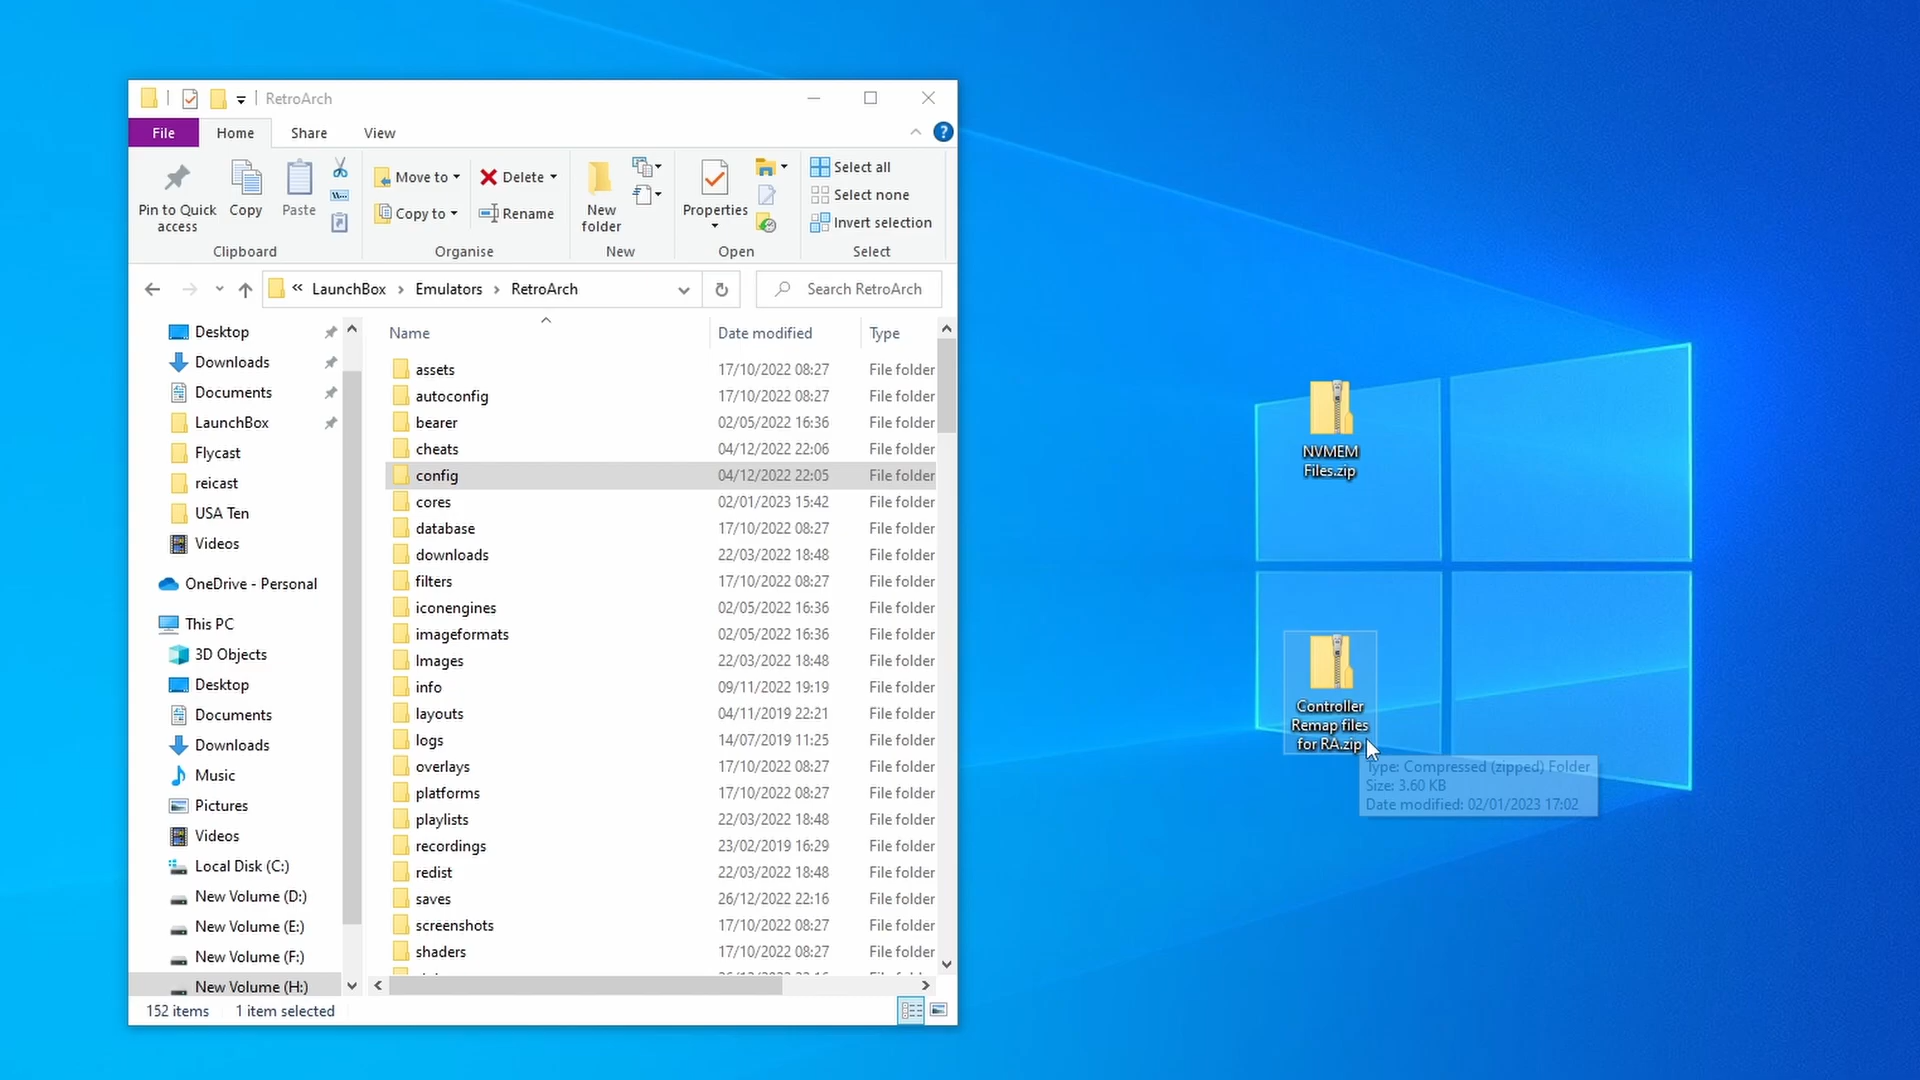 RetroArch
File
Home
Share
View
Pin to Quick
access
Copy
Paste
Move to
Copy to
Delete
Rename
New
folder
Properties
Select all
Select none
Invert selection
Clipboard
Organise
New
Open
Select
« LaunchBox > Emulators > RetroArch
Search RetroArch
Desktop
Downloads
Documents
LaunchBox
Flycast
reicast
USA Ten
Videos
OneDrive - Personal
This PC
3D Objects
Desktop
Documents
Downloads
Music
Pictures
Videos
Local Disk (C:)
New Volume (D:)
New Volume (E:)
New Volume (F:)
New Volume (H:)
Name Date modified Type
assets 17/10/2022 08:27 File folder
autoconfig 17/10/2022 08:27 File folder
bearer 02/05/2022 16:36 File folder
cheats 04/12/2022 22:06 File folder
config 04/12/2022 22:05 File folder
cores 02/01/2023 15:42 File folder
database 17/10/2022 08:27 File folder
downloads 22/03/2022 18:48 File folder
filters 17/10/2022 08:27 File folder
iconengines 02/05/2022 16:36 File folder
imageformats 02/05/2022 16:36 File folder
Images 22/03/2022 18:48 File folder
info 09/11/2022 19:19 File folder
layouts 04/11/2019 22:21 File folder
logs 14/07/2019 11:25 File folder
overlays 17/10/2022 08:27 File folder
platforms 17/10/2022 08:27 File folder
playlists 22/03/2022 18:48 File folder
recordings 23/02/2019 16:29 File folder
redist 22/03/2022 18:48 File folder
saves 26/12/2022 22:16 File folder
screenshots 17/10/2022 08:27 File folder
shaders 17/10/2022 08:27 File folder
152 items 1 item selected
NVMEM
Files.zip
Controller
Remap files
for RA.zip
Type: Compressed (zipped) Folder
Size: 3.60 KB
Date modified: 02/01/2023 17:02